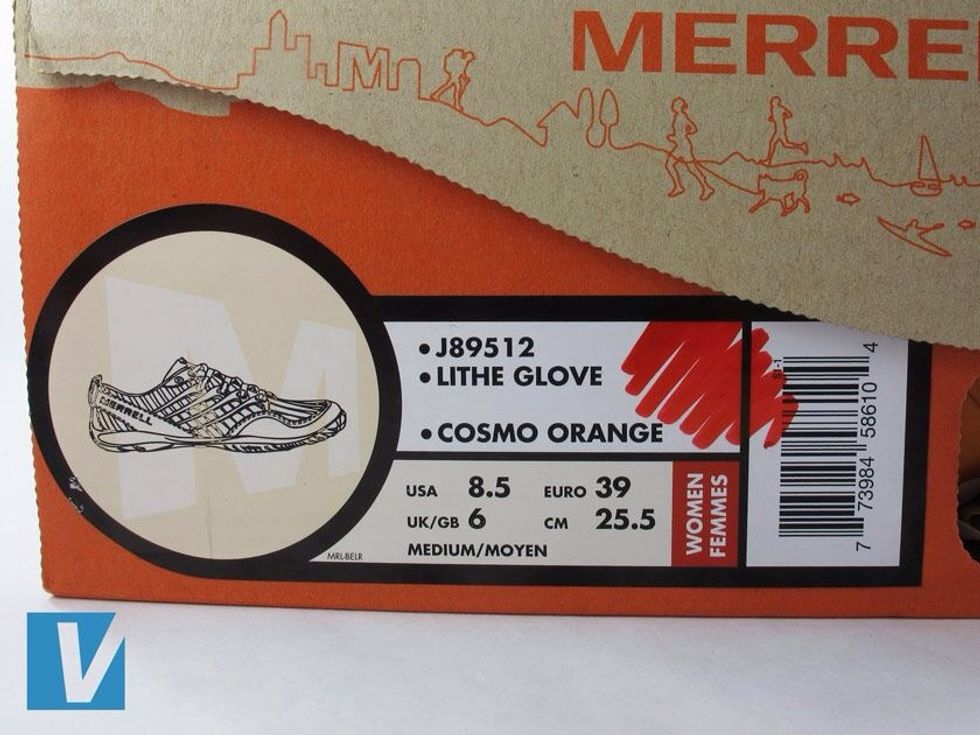 MERRE
M
MERRELL
• J89512
• LITHE GLOVE
• COSMO ORANGE
USA 8.5 EURO 39
UK/GB 6 CM 25.5
MEDIUM/MOYEN
WOMEN
FEMMES
MRL-BELR
7 73984 58610 4
V